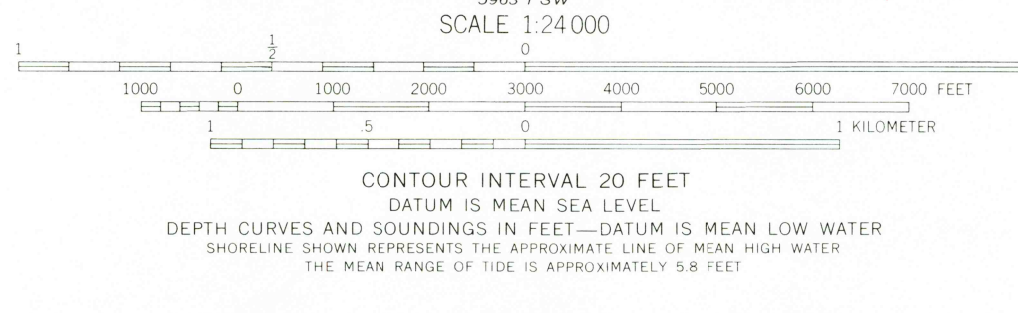 5965 I SW
SCALE 1:24 000
1 1/2 0
1000 0 1000 2000 3000 4000 5000 6000 7000 FEET
1 .5 0 1 KILOMETER
CONTOUR INTERVAL 20 FEET
DATUM IS MEAN SEA LEVEL
DEPTH CURVES AND SOUNDINGS IN FEET—DATUM IS MEAN LOW WATER
SHORELINE SHOWN REPRESENTS THE APPROXIMATE LINE OF MEAN HIGH WATER
THE MEAN RANGE OF TIDE IS APPROXIMATELY 5.8 FEET